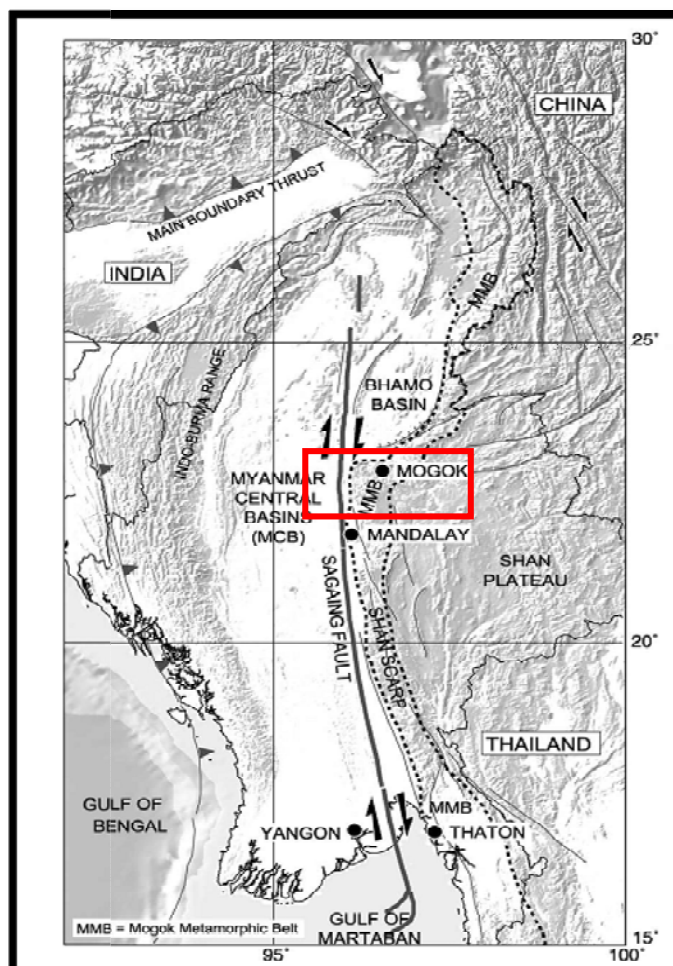 30°
CHINA
MAIN BOUNDARY THRUST
INDIA
MMB
25°
BHAMO
BASIN
INDO-BURMA RANGE
MOGOK
MYANMAR
CENTRAL
BASINS
(MCB)
MMB
MANDALAY
SHAN
PLATEAU
SAGAING FAULT
SHAN SCARP
20°
THAILAND
GULF OF
BENGAL
MMB
YANGON
THATON
MMB = Mogok Metamorphic Belt
GULF OF
MARTABAN
15°
95°
100°